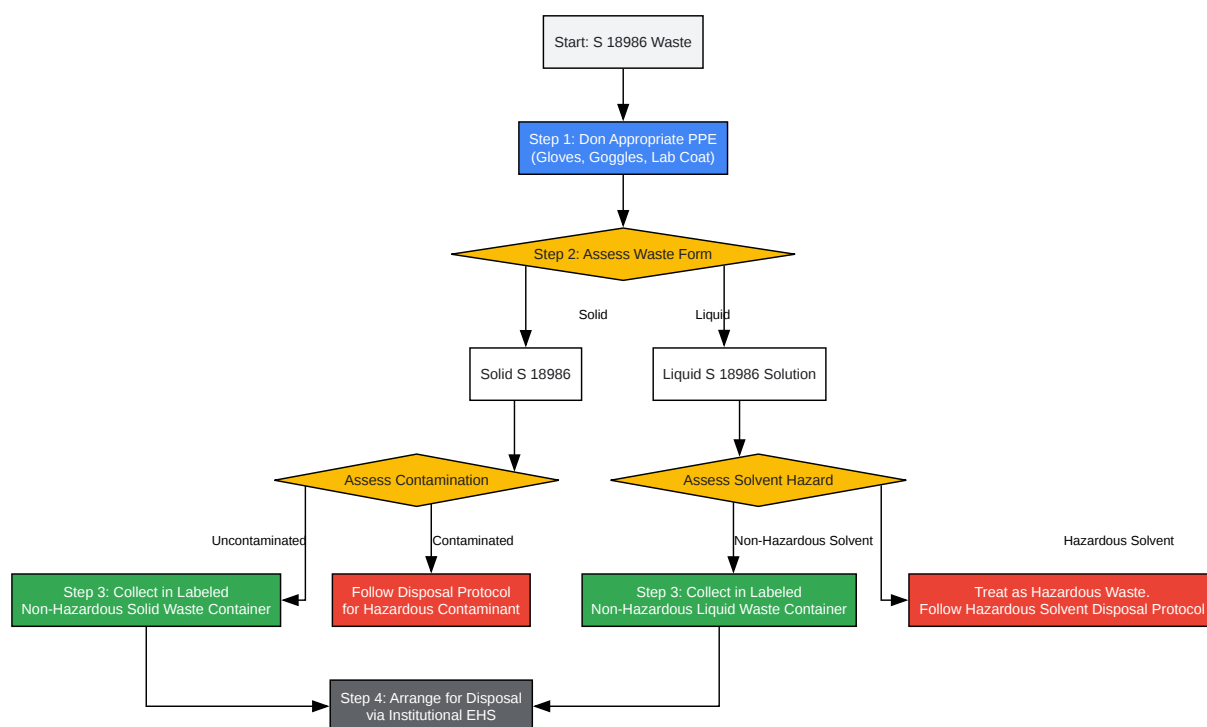 Start: S 18986 Waste
Step 1: Don Appropriate PPE
(Gloves, Goggles, Lab Coat)
Step 2: Assess Waste Form
Solid
Liquid
Solid S 18986
Liquid S 18986 Solution
Assess Contamination
Assess Solvent Hazard
Uncontaminated
Contaminated
Non-Hazardous Solvent
Hazardous Solvent
Step 3: Collect in Labeled
Non-Hazardous Solid Waste Container
Follow Disposal Protocol
for Hazardous Contaminant
Step 3: Collect in Labeled
Non-Hazardous Liquid Waste Container
Treat as Hazardous Waste.
Follow Hazardous Solvent Disposal Protocol
Step 4: Arrange for Disposal
via Institutional EHS